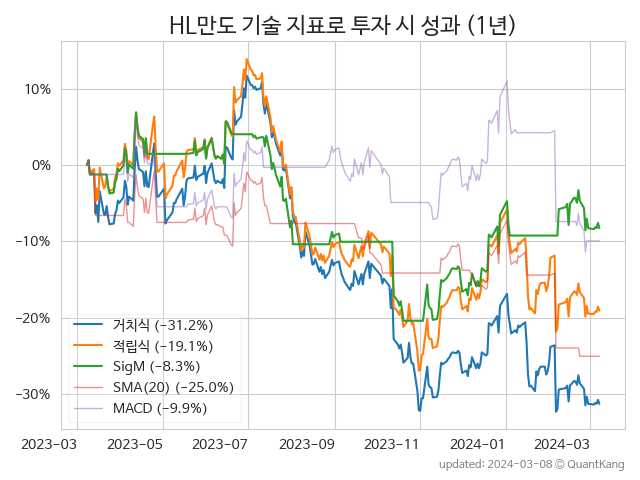 HL만도 기술 지표로 투자 시 성과 (1년)
10%
0%
−10%
−20%
−30%
거치식 (−31.2%)
적립식 (−19.1%)
SigM (−8.3%)
SMA(20) (−25.0%)
MACD (−9.9%)
2023−03 2023−05 2023−07 2023−09 2023−11 2024−01 2024−03
updated: 2024−03−08 © QuantKang